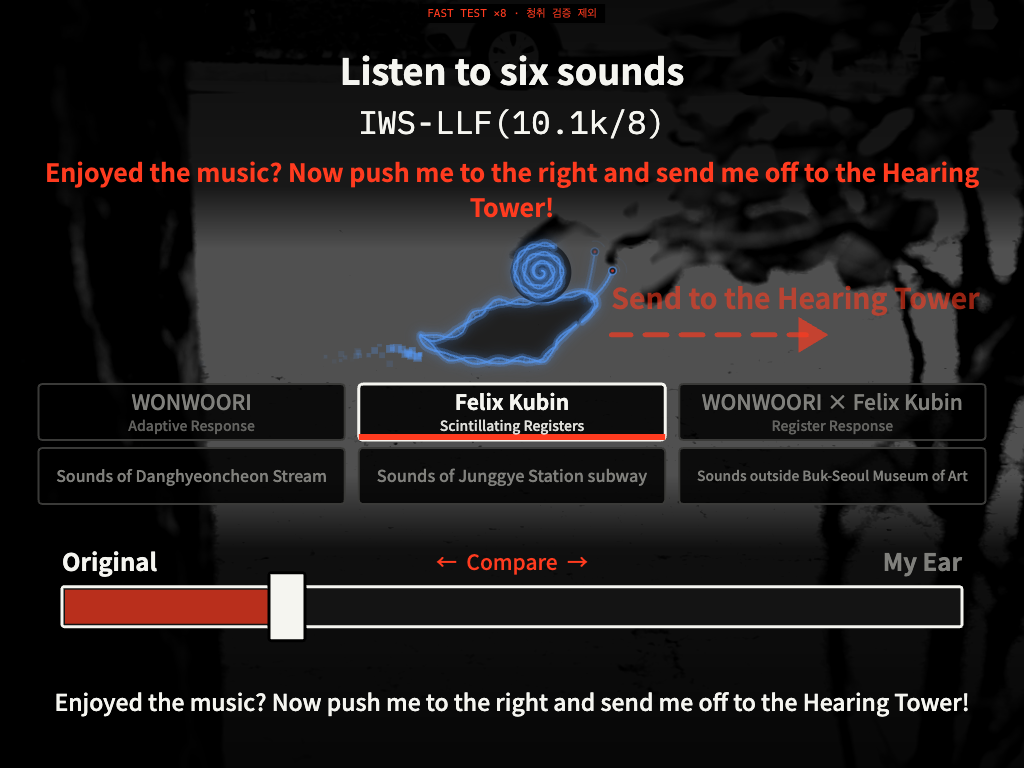 FAST TEST ×8 · 청취 검증 제외
Listen to six sounds
IWS-LLF(10.1k/8)
Enjoyed the music? Now push me to the right and send me off to the Hearing
Tower!
Send to the Hearing Tower
WONWOORI
Adaptive Response
Felix Kubin
Scintillating Registers
WONWOORI × Felix Kubin
Register Response
Sounds of Danghyeoncheon Stream
Sounds of Junggye Station subway
Sounds outside Buk-Seoul Museum of Art
Original
← Compare →
My Ear
Enjoyed the music? Now push me to the right and send me off to the Hearing Tower!